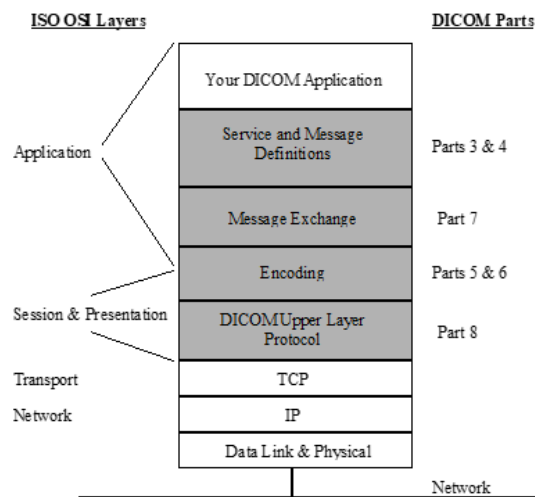 ISO OSI Layers
DICOM Parts
Your DICOM Application
Application
Service and Message
Definitions
Parts 3 & 4
Message Exchange
Part 7
Encoding
Parts 5 & 6
Session & Presentation
DICOM Upper Layer
Protocol
Part 8
Transport
TCP
Network
IP
Data Link & Physical
Network